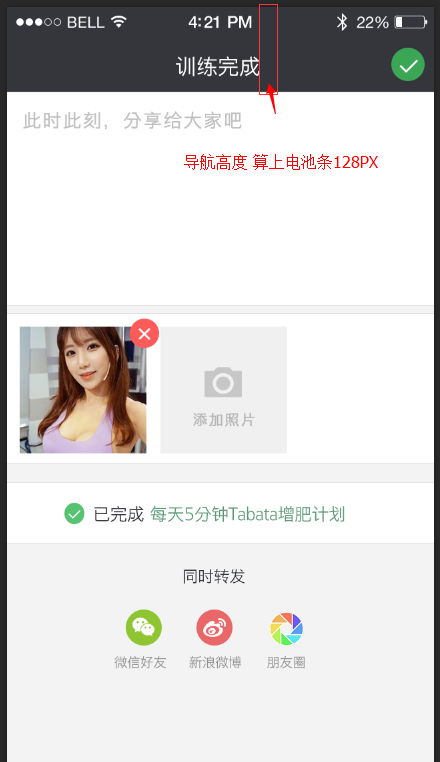 BELL 4:21 PM 22%
训练完成
此时此刻，分享给大家吧
导航高度 算上电池条128PX
添加照片
已完成 每天5分钟Tabata增肥计划
同时转发
微信好友 新浪微博 朋友圈